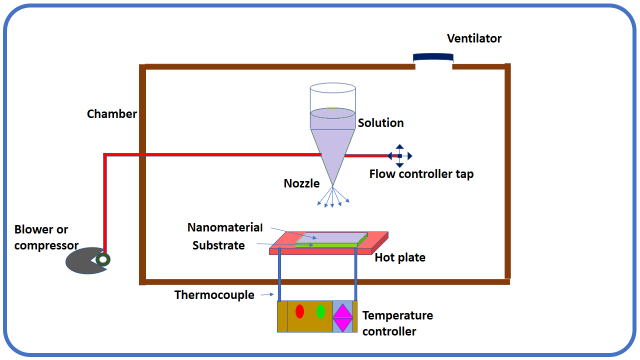 Ventilator
Chamber
Solution
Flow controller tap
Nozzle
Nanomaterial
Substrate
Blower or
compressor
Hot plate
Thermocouple
Temperature
controller